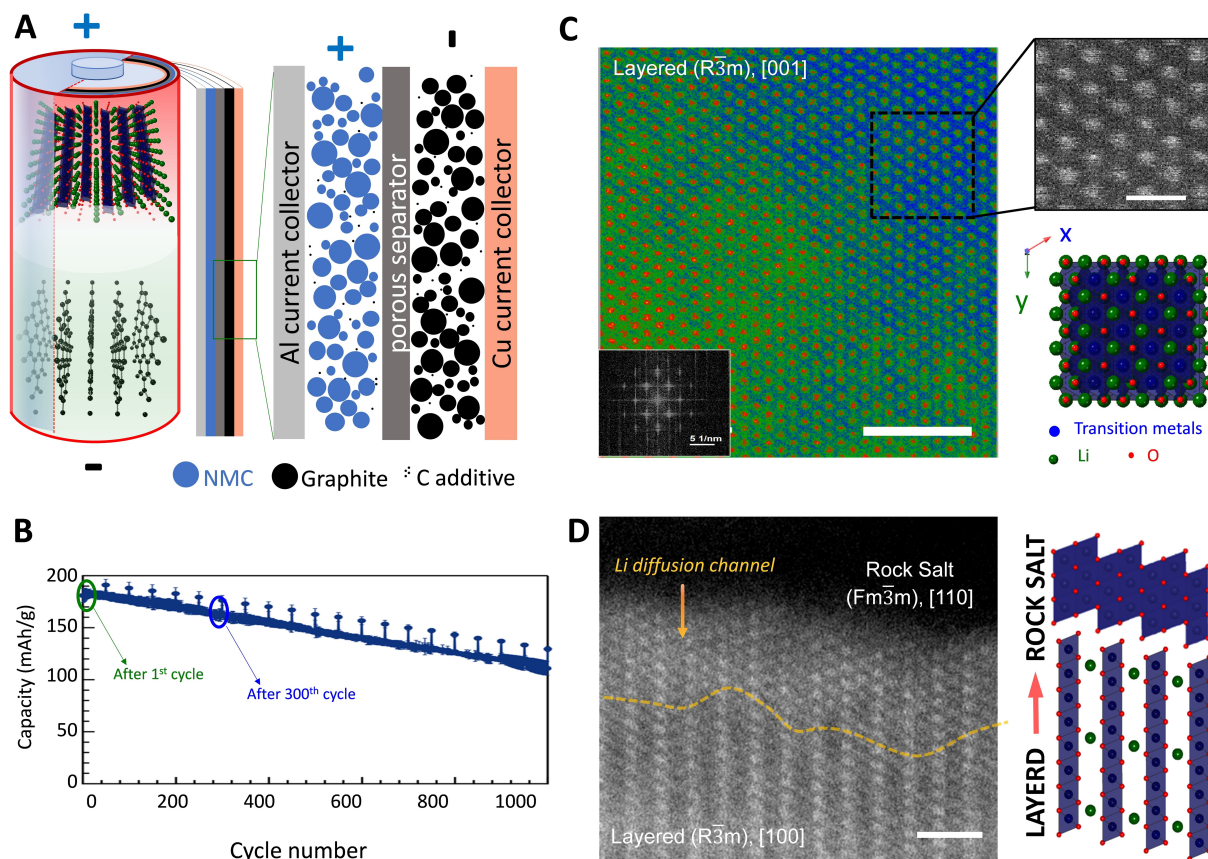 A
+
+
-
Al current collector
porous separator
Cu current collector
-
NMC
Graphite
C additive
B
Capacity (mAh/g)
200
150
100
50
0
After 1st cycle
After 300th cycle
0 200 400 600 800 1000
Cycle number
C
Layered (R3̅m), [001]
5 1/nm
x
y
Transition metals
Li
O
D
Li diffusion channel
Rock Salt
(Fm3̅m), [110]
Layered (R3̅m), [100]
ROCK SALT
LAYERD